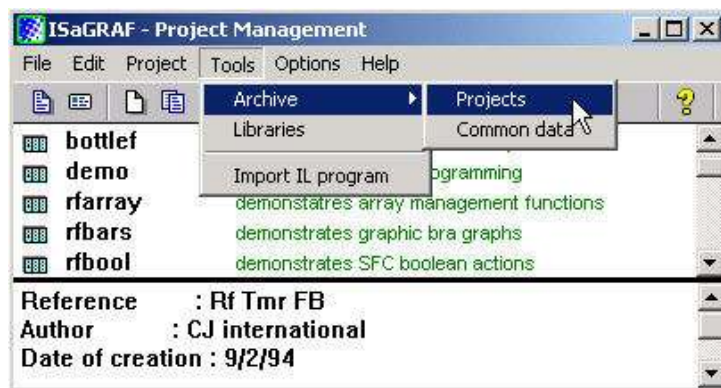 ISaGRAF - Project Management
File Edit Project Tools Options Help
Archive
Projects
Libraries
Common data
Import IL program
bottlef
demo
ogramming
rfarray demonstatres array management functions
rfbars demonstrates graphic bra graphs
rfbool demonstrates SFC boolean actions
Reference : Rf Tmr FB
Author : CJ international
Date of creation : 9/2/94